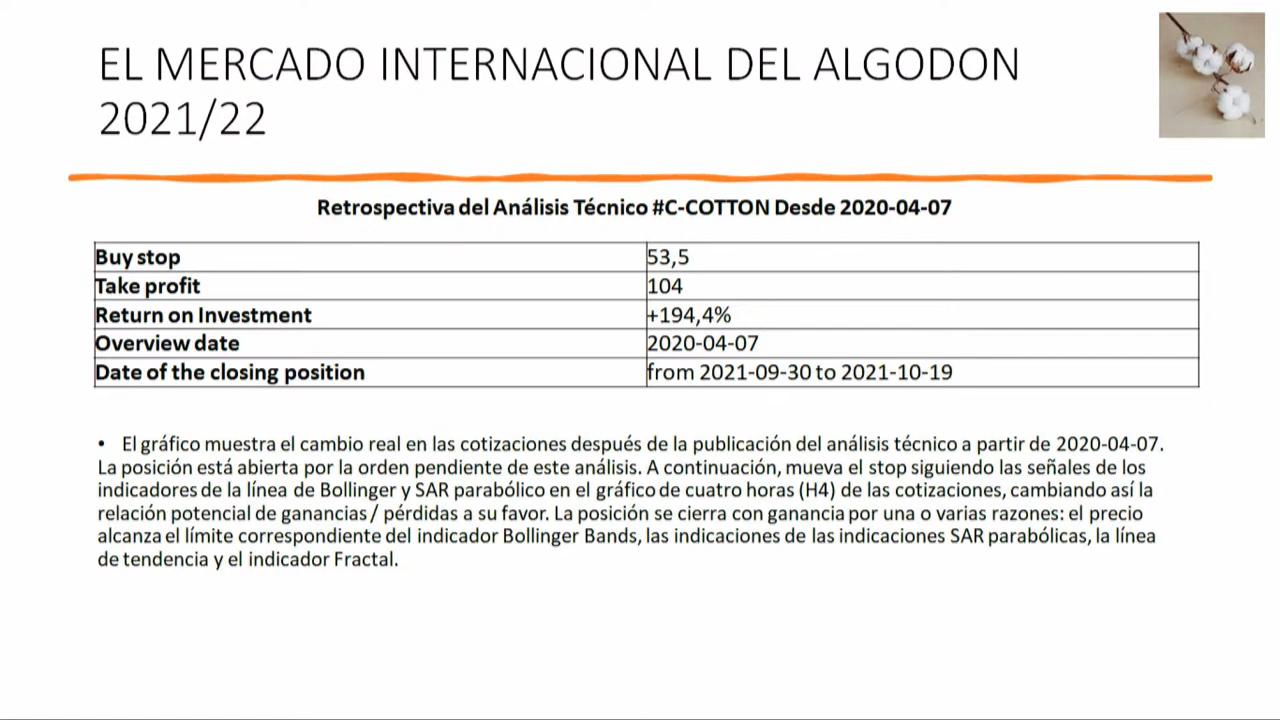 EL MERCADO INTERNACIONAL DEL ALGODON
2021/22
Retrospectiva del Análisis Técnico #C-COTTON Desde 2020-04-07
Buy stop 53,5
Take profit 104
Return on Investment +194,4%
Overview date 2020-04-07
Date of the closing position from 2021-09-30 to 2021-10-19
• El gráfico muestra el cambio real en las cotizaciones después de la publicación del análisis técnico a partir de 2020-04-07.
La posición está abierta por la orden pendiente de este análisis. A continuación, mueva el stop siguiendo las señales de los
indicadores de la línea de Bollinger y SAR parabólico en el gráfico de cuatro horas (H4) de las cotizaciones, cambiando así la
relación potencial de ganancias / pérdidas a su favor. La posición se cierra con ganancia por una o varias razones: el precio
alcanza el límite correspondiente del indicador Bollinger Bands, las indicaciones de las indicaciones SAR parabólicas, la línea
de tendencia y el indicador Fractal.